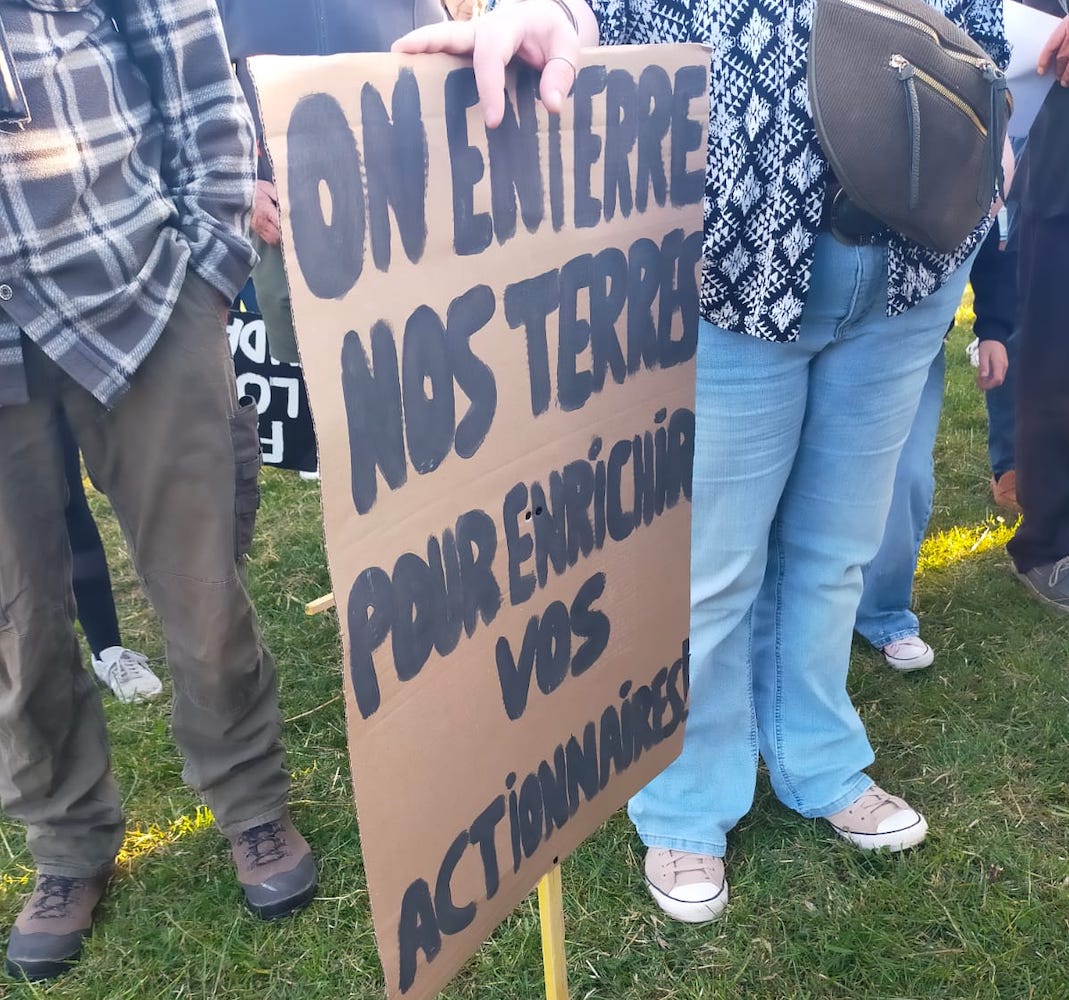 ON ENTERRE
NOS TERRES
POUR ENRICHIR
VOS
ACTIONNAIRES!